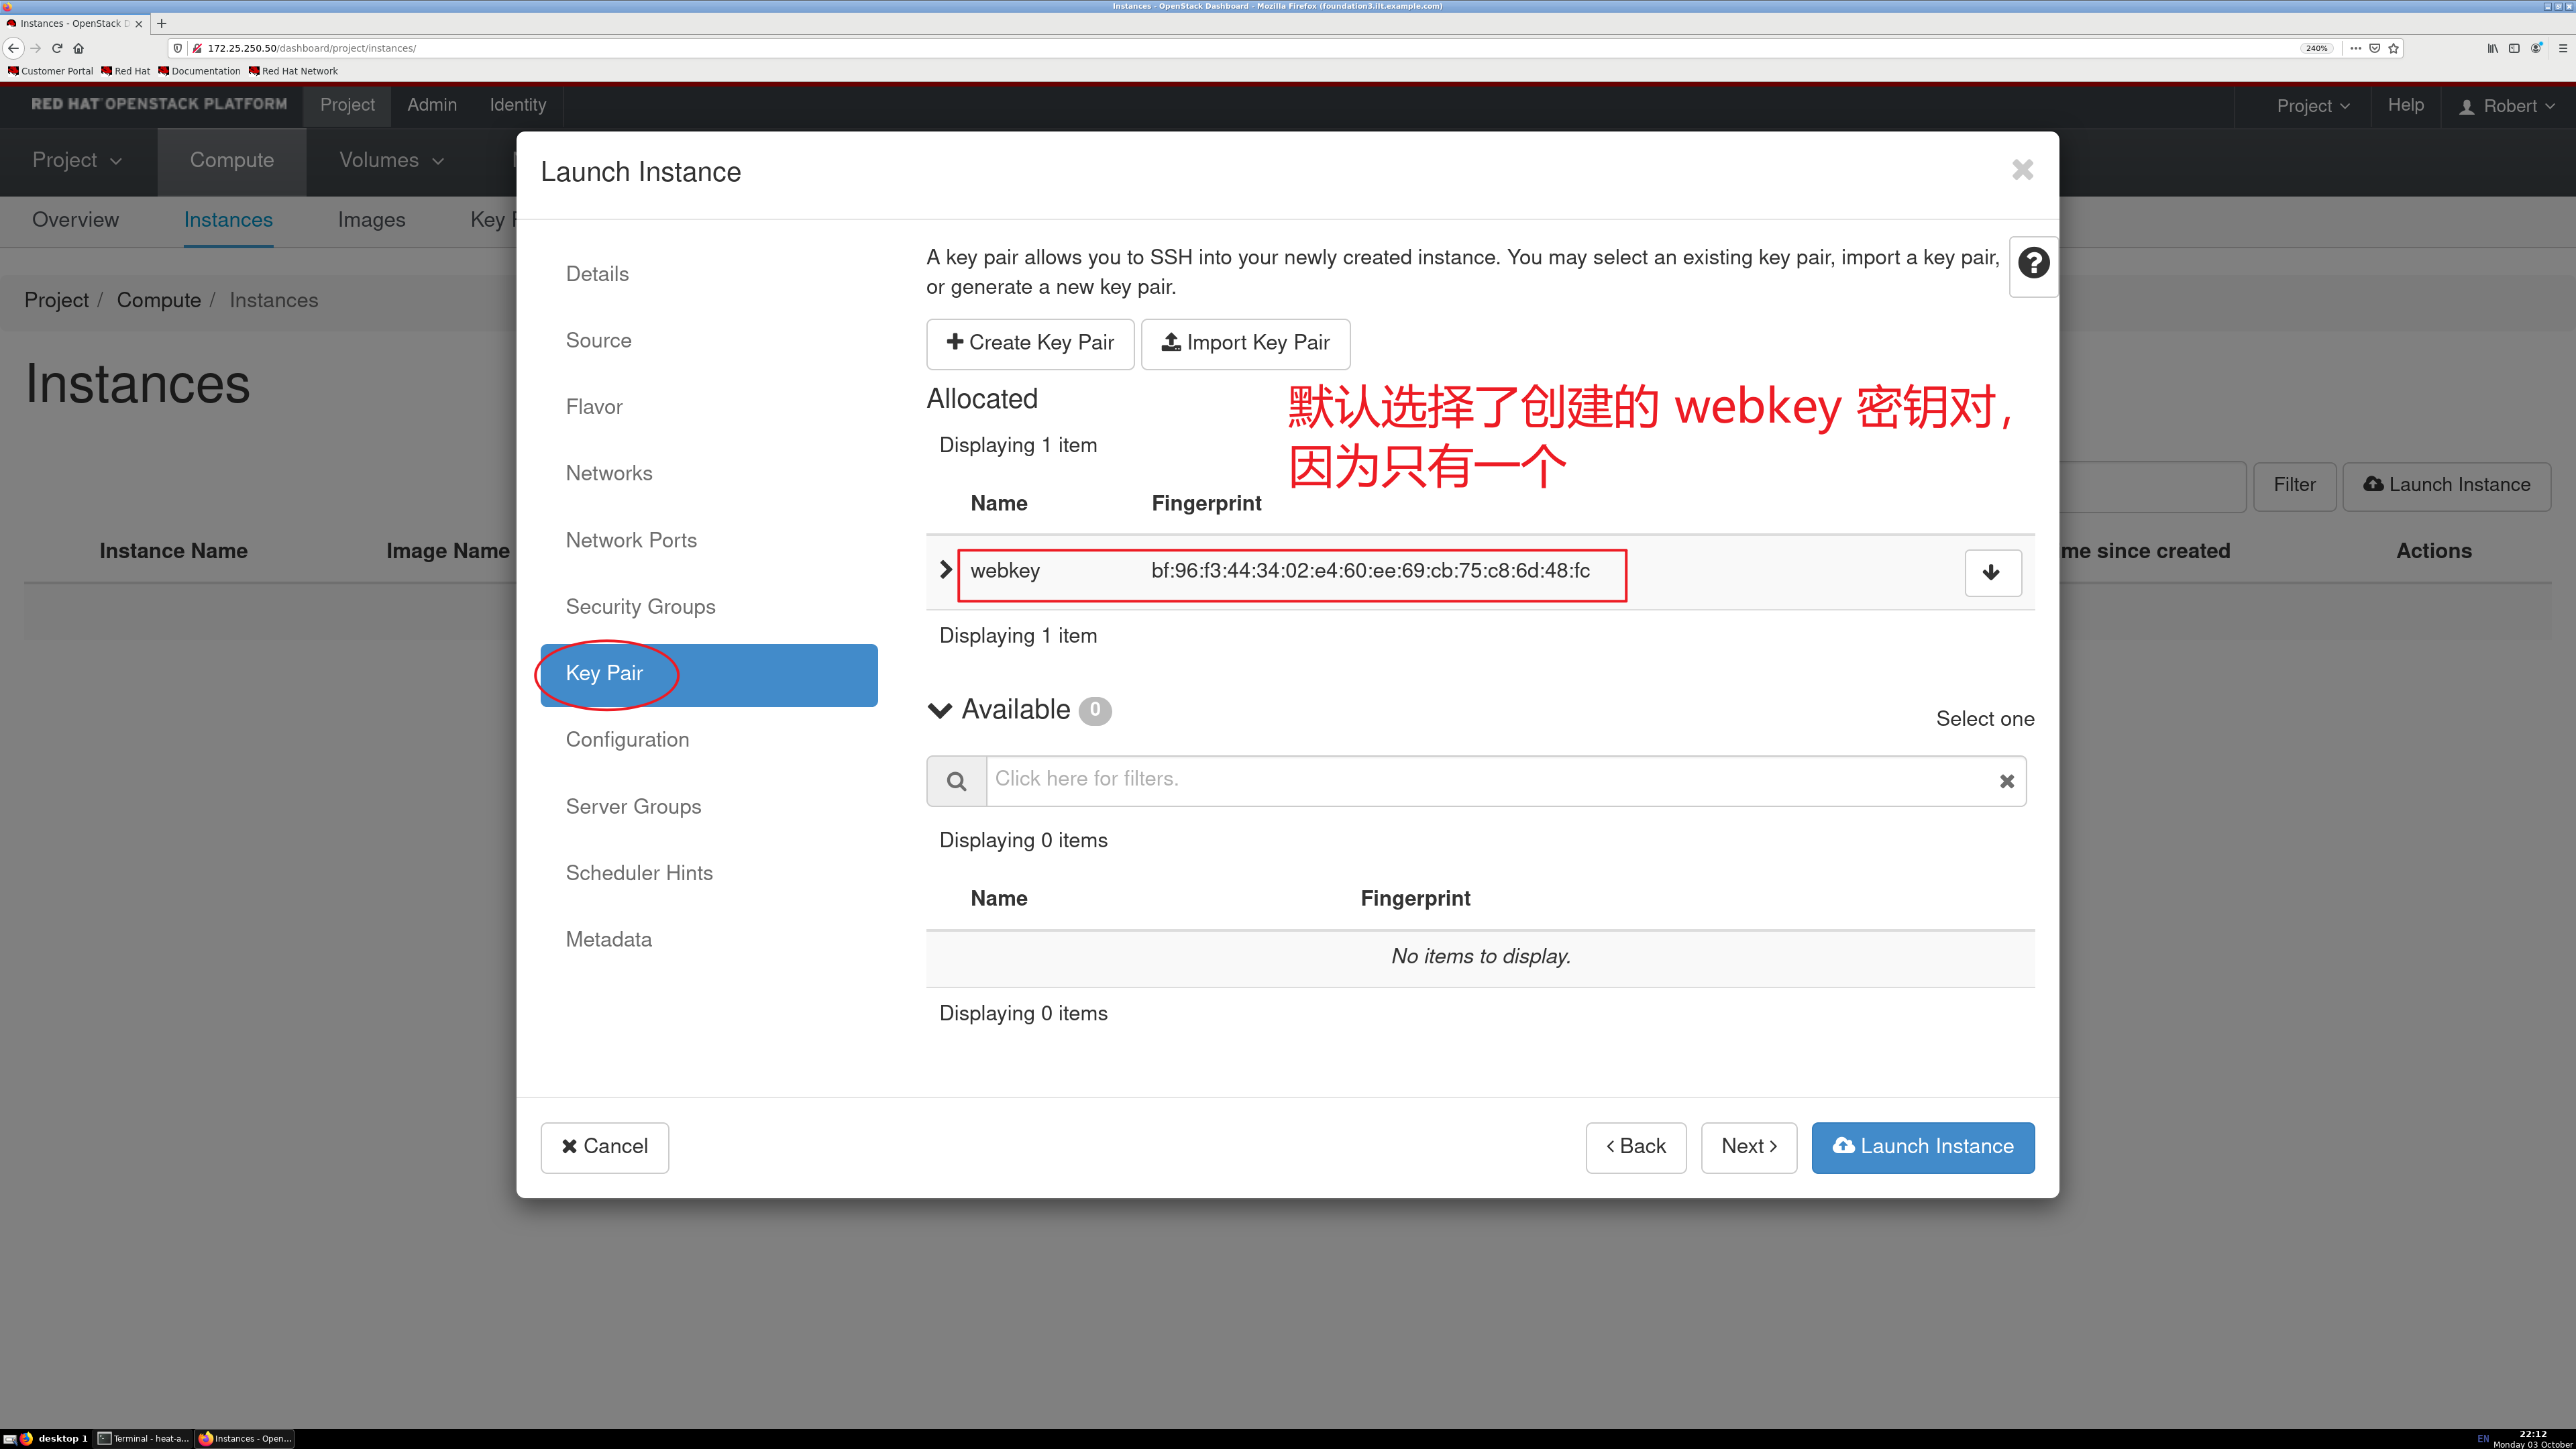 Instances - OpenStack Dashboard - Mozilla Firefox (foundation3.ilt.example.com)
Instances - OpenStack D
172.25.250.50/dashboard/project/instances/
240%
Customer Portal Red Hat Documentation Red Hat Network
RED HAT OPENSTACK PLATFORM Project Admin Identity Project Help Robert
Project Compute Volumes
Overview Instances Images Key P
Project / Compute / Instances
Instances
Filter Launch Instance
Instance Name Image Name me since created Actions
Launch Instance
Details
Source
Flavor
Networks
Network Ports
Security Groups
Key Pair
Configuration
Server Groups
Scheduler Hints
Metadata
A key pair allows you to SSH into your newly created instance. You may select an existing key pair, import a key pair,
or generate a new key pair.
Create Key Pair Import Key Pair
Allocated
默认选择了创建的 webkey 密钥对,
因为只有一个
Displaying 1 item
Name Fingerprint
webkey bf:96:f3:44:34:02:e4:60:ee:69:cb:75:c8:6d:48:fc
Displaying 1 item
Available 0 Select one
Click here for filters.
Displaying 0 items
Name Fingerprint
No items to display.
Displaying 0 items
Cancel Back Next Launch Instance
desktop 1 Terminal - heat-a... Instances - Open...
EN 22:12
Monday 03 October